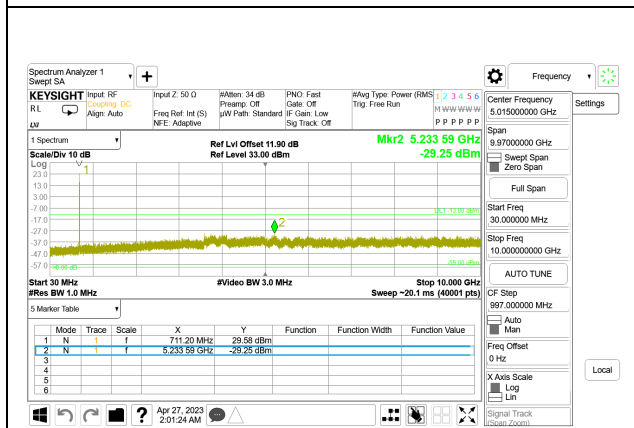 Spectrum Analyzer 1
Swept SA
Frequency
Settings
KEYSIGHT
Input: RF
Coupling: DC
Align: Auto
Input Z: 50 Ω
Freq Ref: Int (S)
NFE: Adaptive
#Atten: 34 dB
Preamp: Off
µW Path: Standard
PNO: Fast
Gate: Off
IF Gain: Low
Sig Track: Off
#Avg Type: Power (RMS
Trig: Free Run
1 2 3 4 5 6
M W W W W W
P P P P P P
R L
LXI
1 Spectrum
Scale/Div 10 dB
Ref Lvl Offset 11.90 dB
Ref Level 33.00 dBm
Mkr2 5.233 59 GHz
-29.25 dBm
Log
23.0
13.0
3.00
-7.00
-17.0
-27.0
-37.0
-47.0
-57.0
1
2
DL1 -13.00 dBm
Start 30 MHz
#Res BW 1.0 MHz
#Video BW 3.0 MHz
Stop 10.000 GHz
Sweep ~20.1 ms (40001 pts)
5 Marker Table
Mode Trace Scale X Y Function Function Width Function Value
1 N 1 f 711.20 MHz 29.58 dBm
2 N 1 f 5.233 59 GHz -29.25 dBm
3
4
5
6
Apr 27, 2023
2:01:24 AM
Center Frequency
5.015000000 GHz
Span
9.97000000 GHz
Swept Span
Zero Span
Full Span
Start Freq
30.000000 MHz
Stop Freq
10.000000000 GHz
AUTO TUNE
CF Step
997.000000 MHz
Auto
Man
Freq Offset
0 Hz
X Axis Scale
Log
Lin
Signal Track
(Span Zoom)
Local